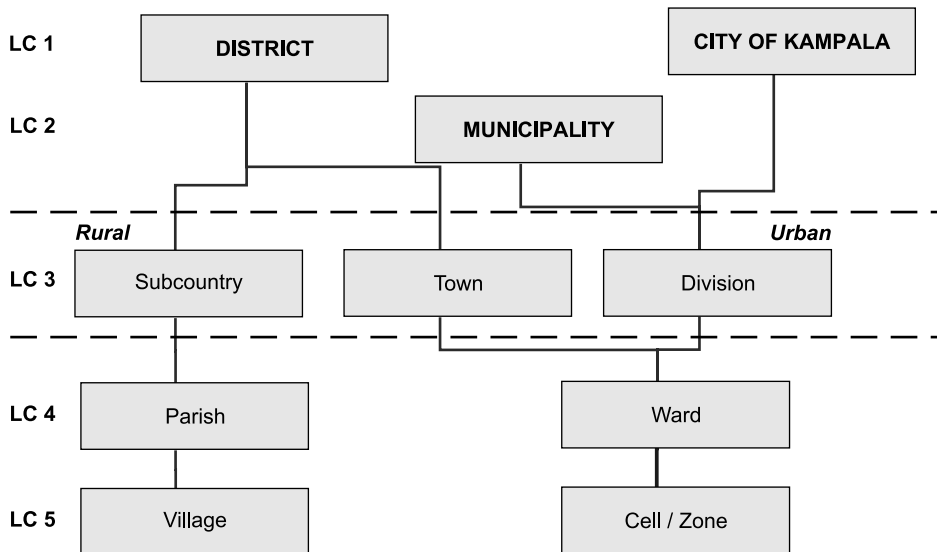 LC 1
DISTRICT
CITY OF KAMPALA
LC 2
MUNICIPALITY
Rural
Urban
LC 3
Subcountry
Town
Division
LC 4
Parish
Ward
LC 5
Village
Cell / Zone